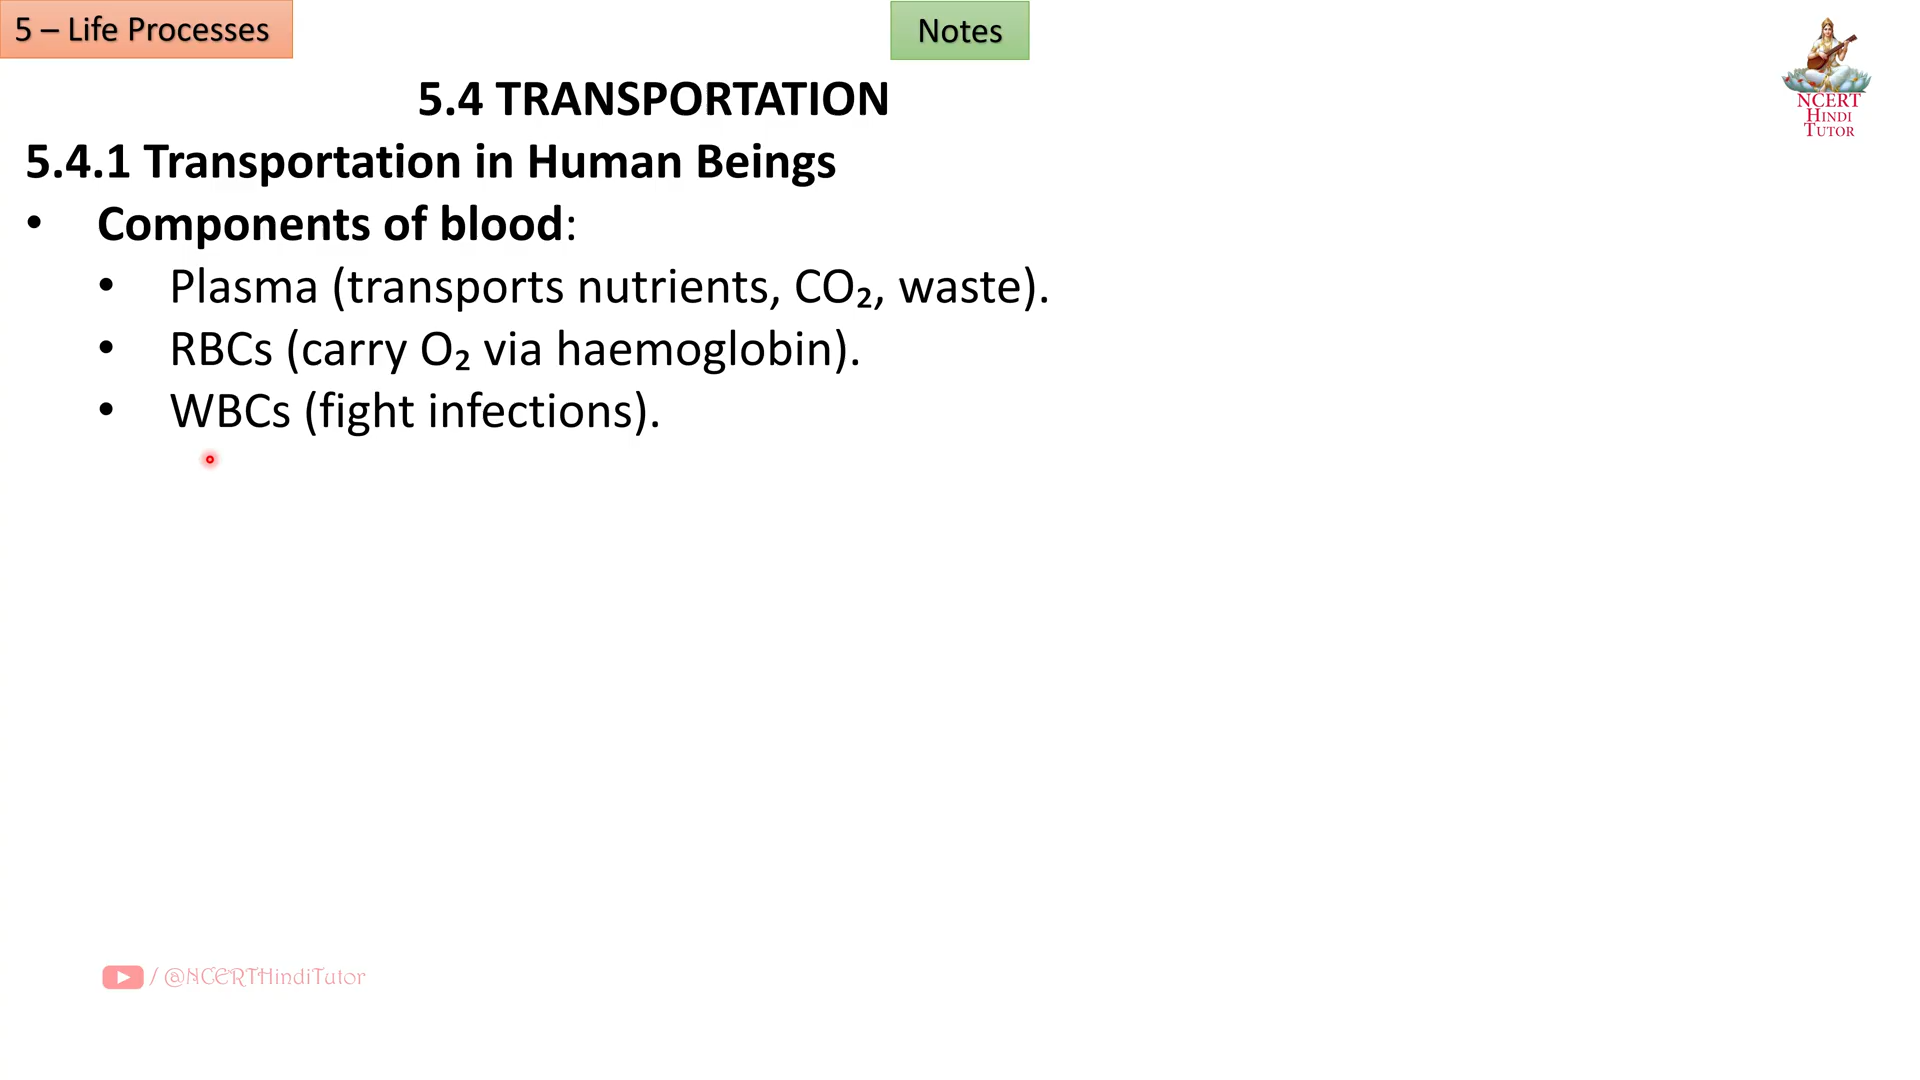 5 – Life Processes
Notes
NCERT
HINDI
TUTOR
5.4 TRANSPORTATION
5.4.1 Transportation in Human Beings
• Components of blood:
• Plasma (transports nutrients, CO₂, waste).
• RBCs (carry O₂ via haemoglobin).
• WBCs (fight infections).
/ @NCERTHindiTutor